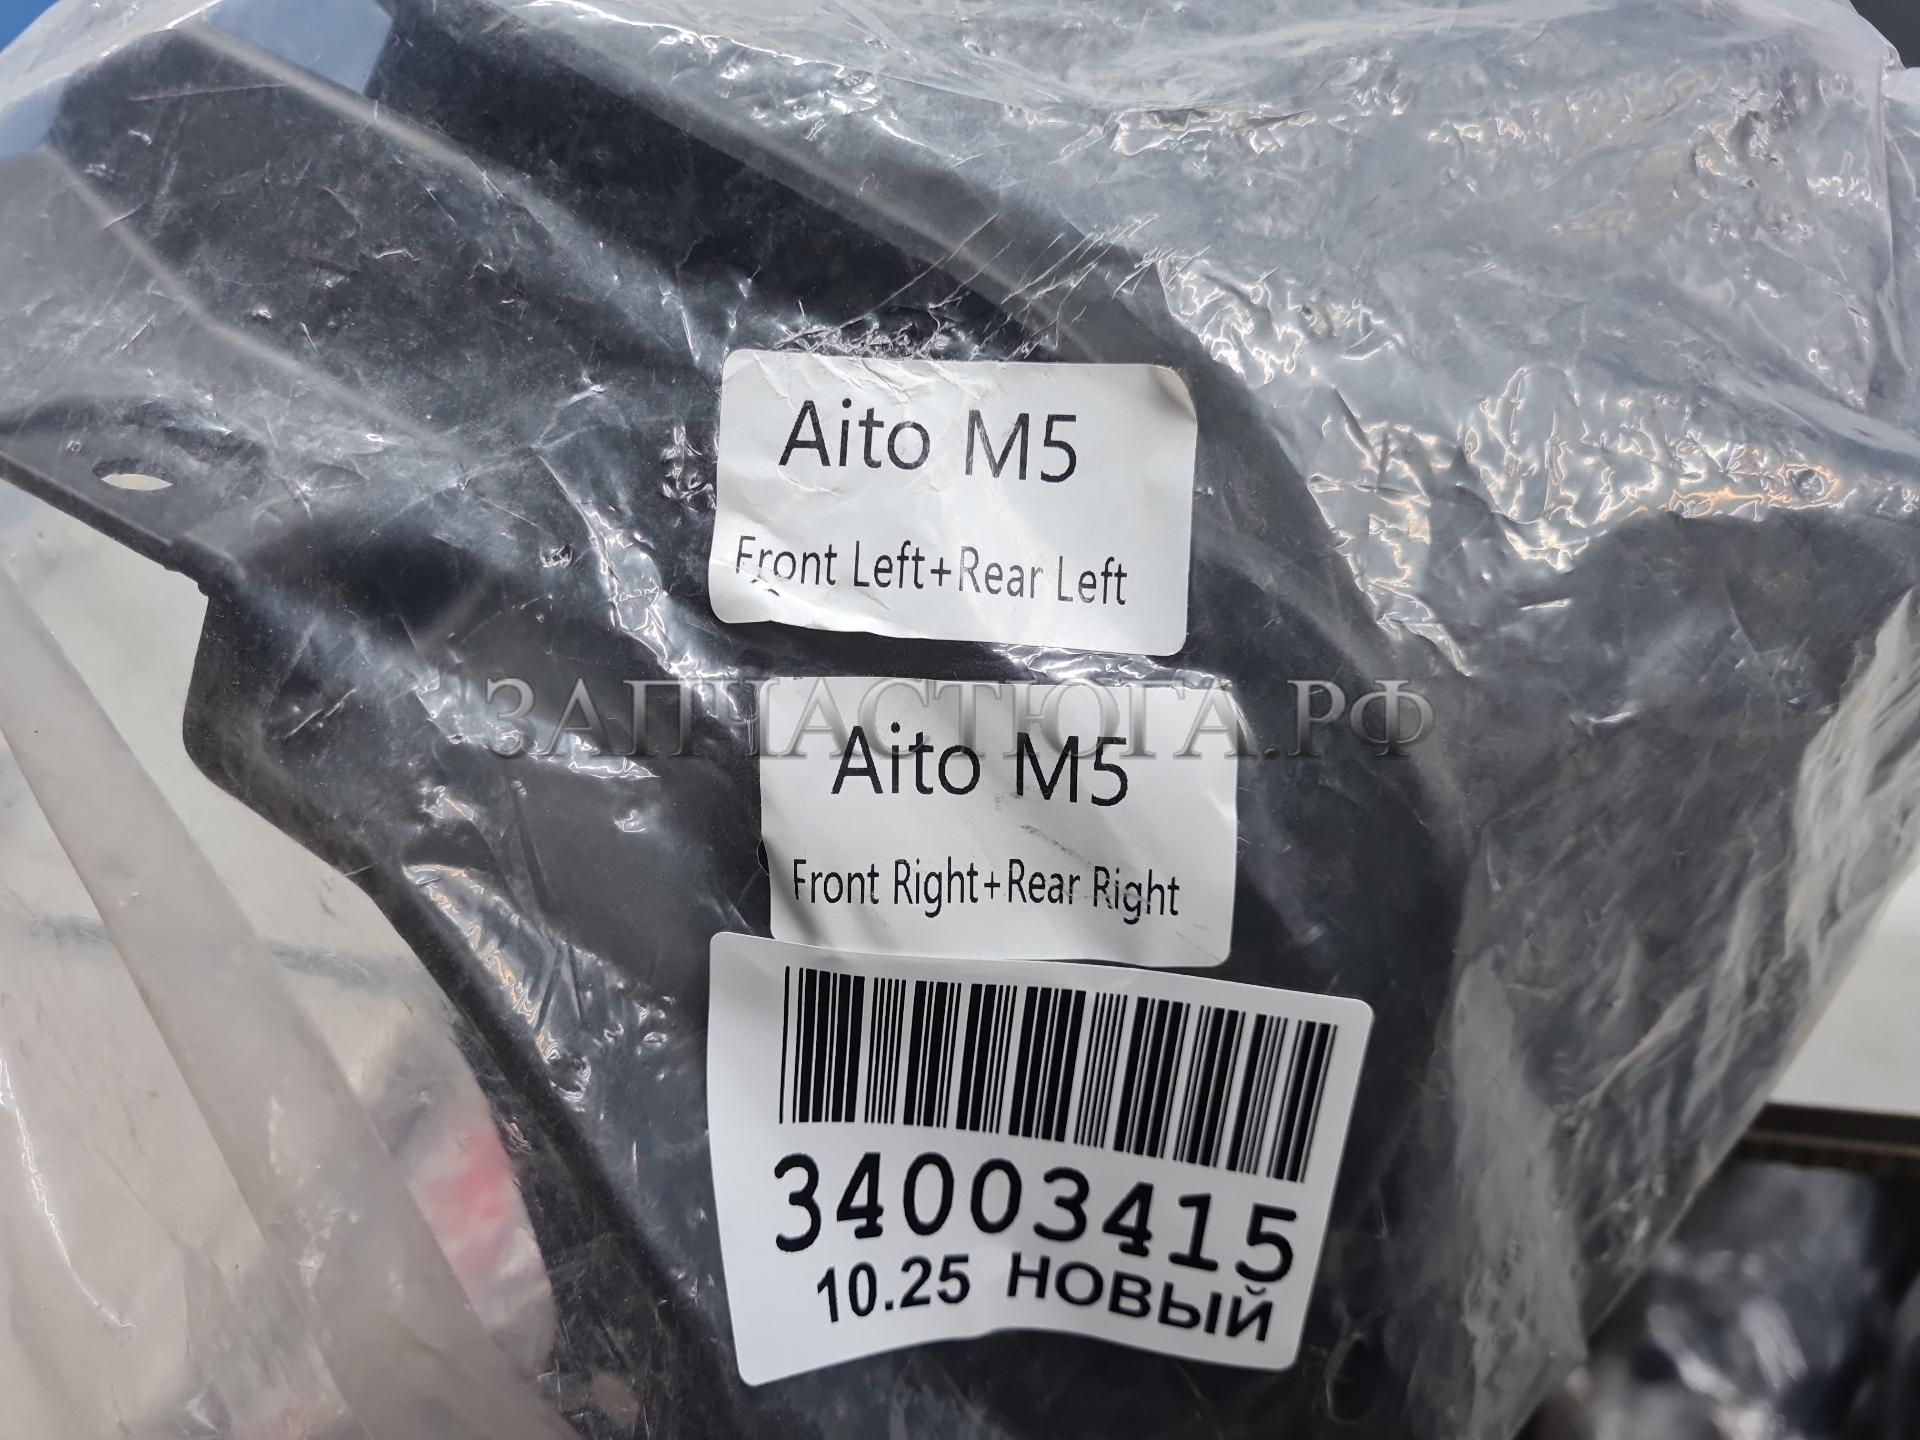 Aito M5
Front Left+Rear Left
ЗАПЧАСТЮГА.РФ
Aito M5
Front Right+Rear Right
34003415
10.25 НОВЫЙ